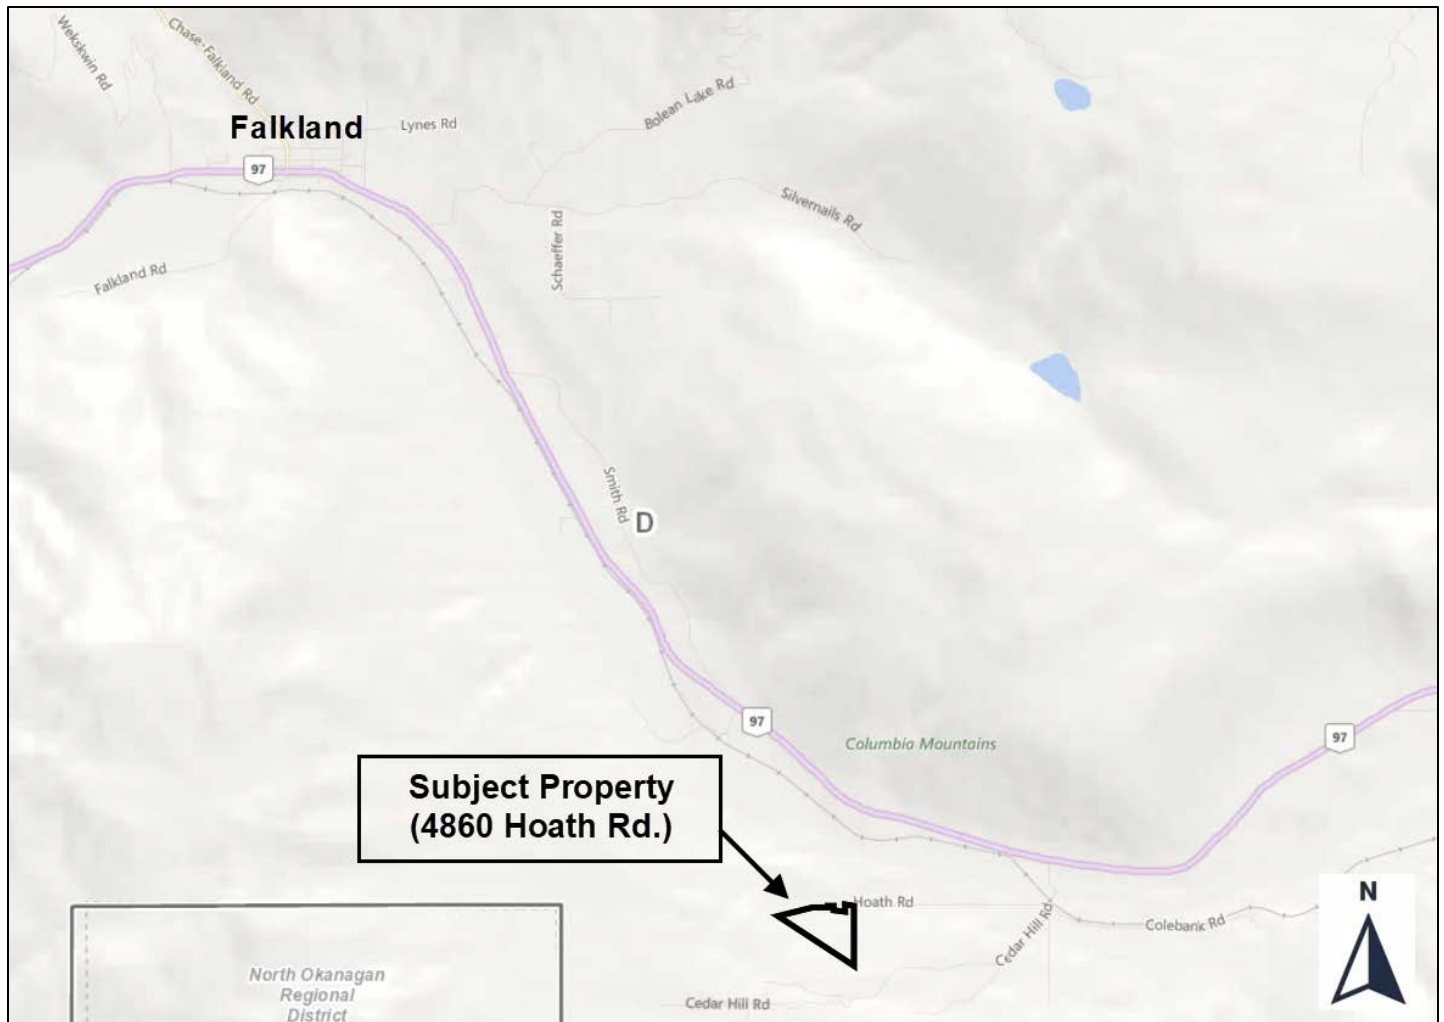 Wekskwin Rd
Chase-Falkland Rd
Falkland
Lynes Rd
Bolean Lake Rd
97
Silvernails Rd
Schaeffer Rd
Falkland Rd
Smith Rd
D
97
Columbia Mountains
97
Subject Property
(4860 Hoath Rd.)
Hoath Rd
N
Cedar Hill Rd
Colebank Rd
North Okanagan
Regional
District
Cedar Hill Rd